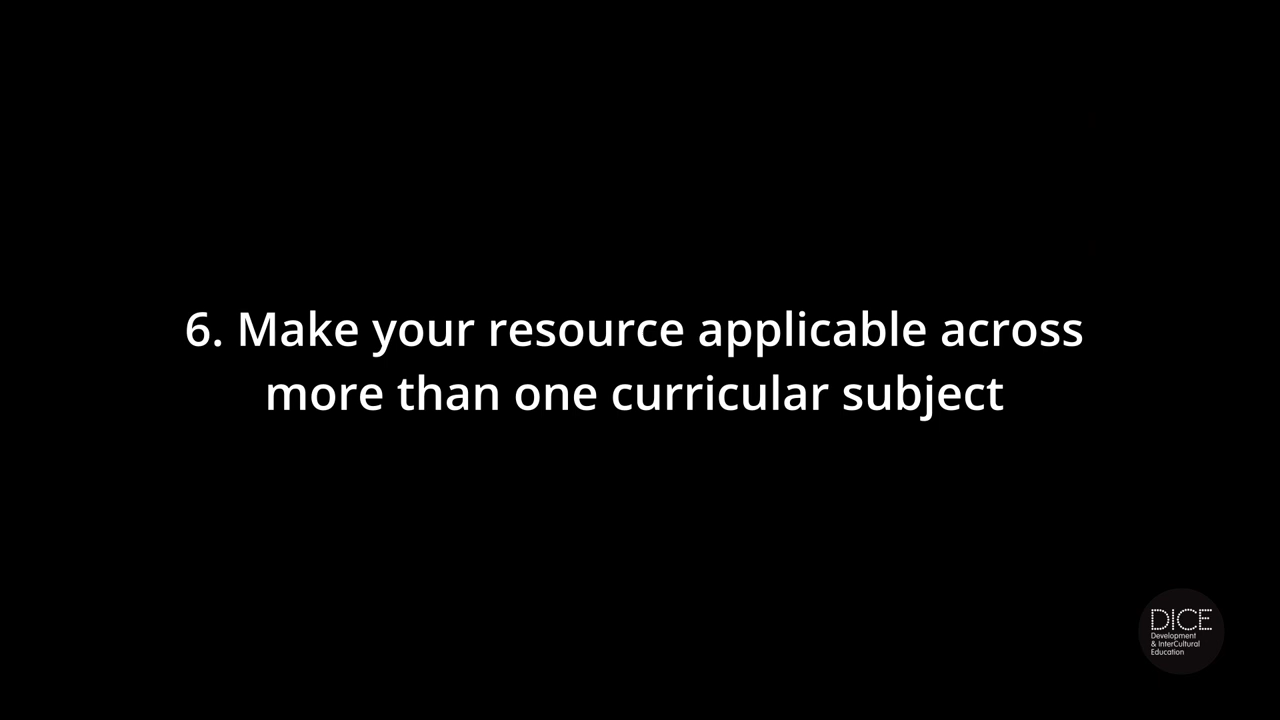 6. Make your resource applicable across
more than one curricular subject
DICE
Development
& InterCultural
Education